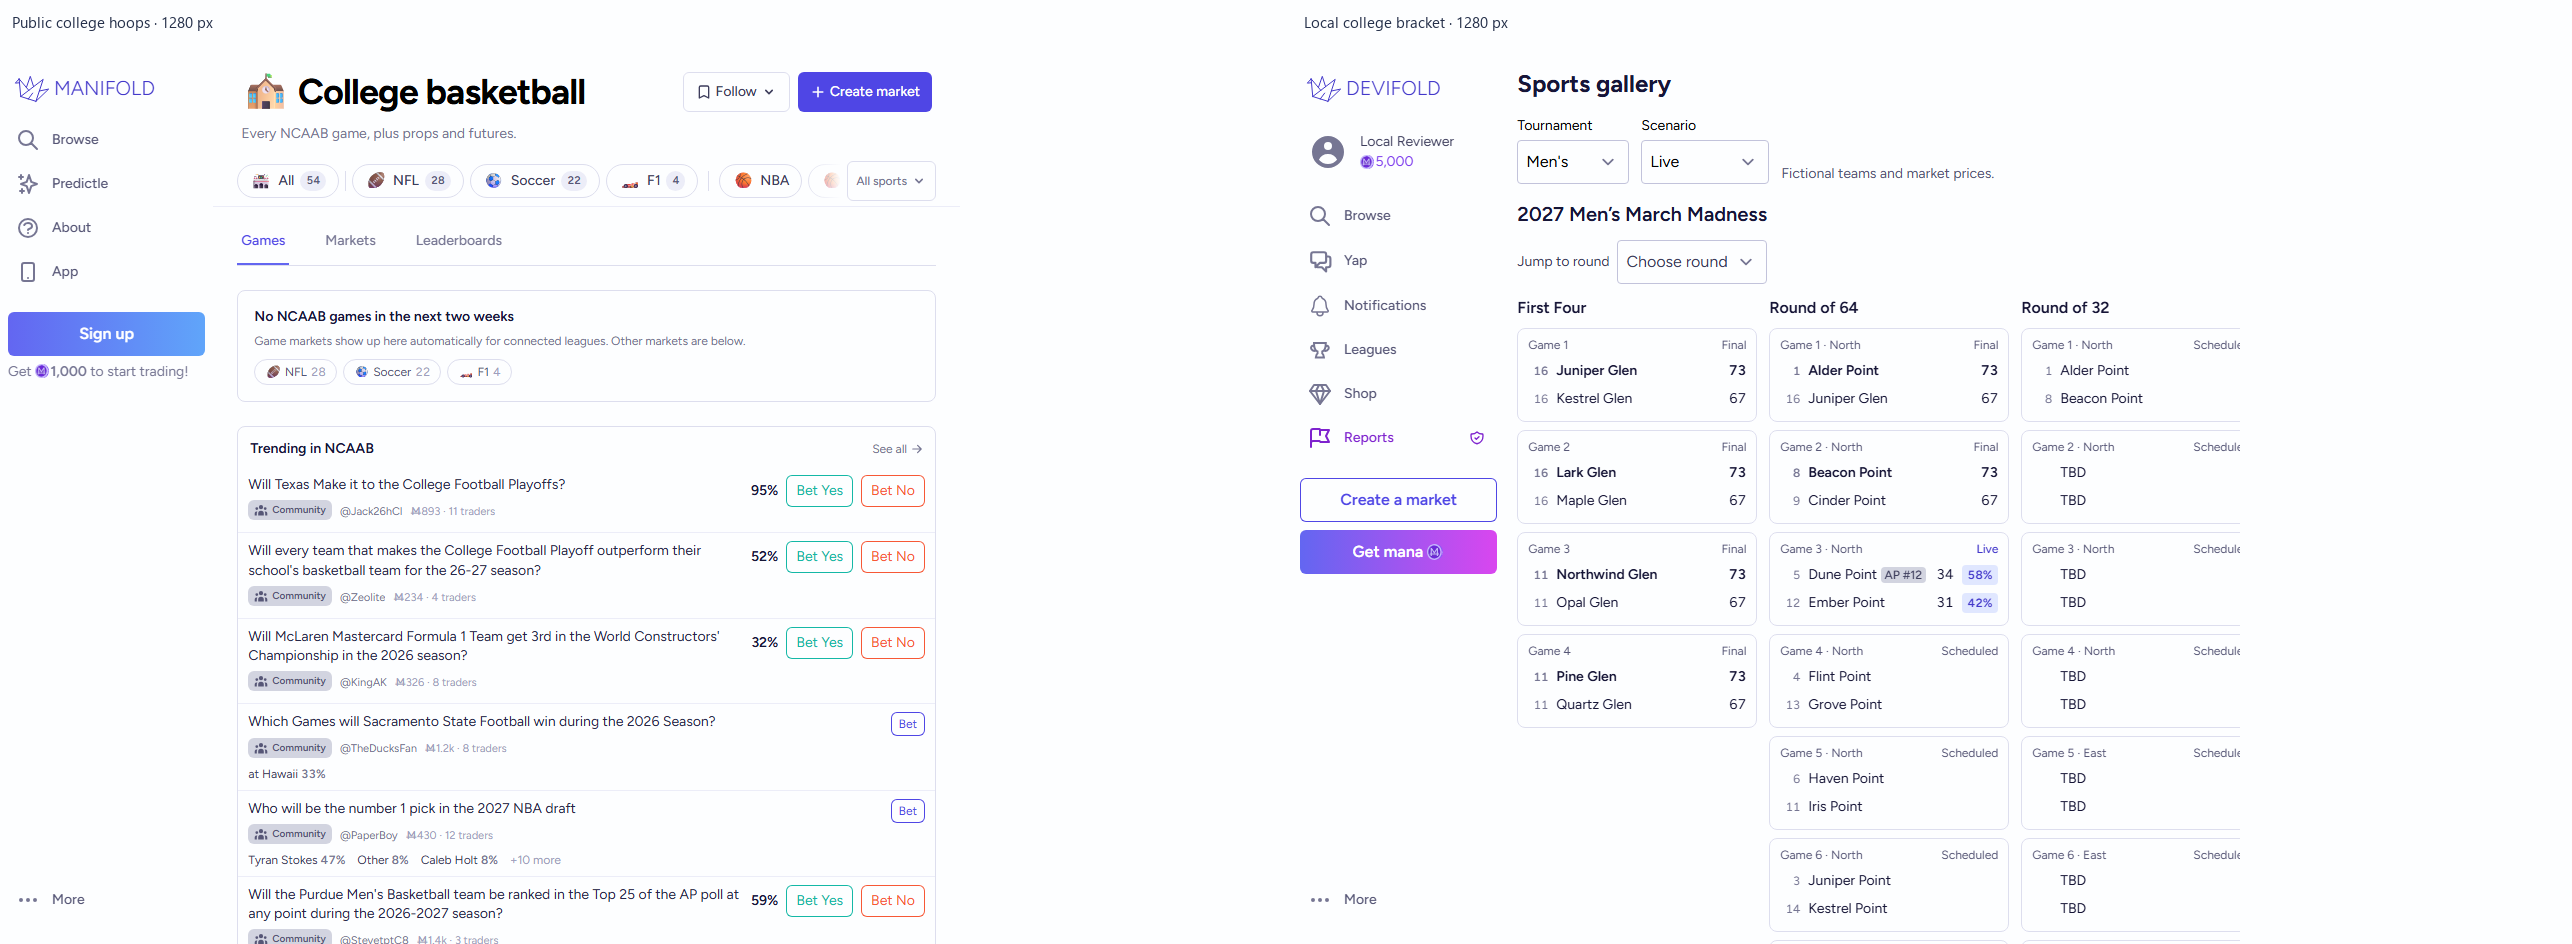 Public college hoops · 1280 px
MANIFOLD
Browse
Predictle
About
App
Sign up
Get 1,000 to start trading!
More
College basketball
Follow
+ Create market
Every NCAAB game, plus props and futures.
All 54
NFL 28
Soccer 22
F1 4
NBA
All sports
Games
Markets
Leaderboards
No NCAAB games in the next two weeks
Game markets show up here automatically for connected leagues. Other markets are below.
NFL 28
Soccer 22
F1 4
Trending in NCAAB
See all →
Will Texas Make it to the College Football Playoffs?
95% Bet Yes Bet No
Community @Jack26hCl M893 · 11 traders
Will every team that makes the College Football Playoff outperform their
school's basketball team for the 26-27 season?
52% Bet Yes Bet No
Community @Zeolite M234 · 4 traders
Will McLaren Mastercard Formula 1 Team get 3rd in the World Constructors'
Championship in the 2026 season?
32% Bet Yes Bet No
Community @KingAK M326 · 8 traders
Which Games will Sacramento State Football win during the 2026 Season?
Bet
Community @TheDucksFan M1.2k · 8 traders
at Hawaii 33%
Who will be the number 1 pick in the 2027 NBA draft
Bet
Community @PaperBoy M430 · 12 traders
Tyran Stokes 47% Other 8% Caleb Holt 8% +10 more
Will the Purdue Men's Basketball team be ranked in the Top 25 of the AP poll at
any point during the 2026-2027 season?
59% Bet Yes Bet No
Community @StevetptC8 M1.4k · 3 traders
Local college bracket · 1280 px
DEVIFOLD
Local Reviewer
5,000
Browse
Yap
Notifications
Leagues
Shop
Reports
Create a market
Get mana
More
Sports gallery
Tournament
Men's
Scenario
Live
Fictional teams and market prices.
2027 Men's March Madness
Jump to round
Choose round
First Four
Game 1 Final
16 Juniper Glen 73
16 Kestrel Glen 67
Game 2 Final
16 Lark Glen 73
16 Maple Glen 67
Game 3 Final
11 Northwind Glen 73
11 Opal Glen 67
Game 4 Final
11 Pine Glen 73
11 Quartz Glen 67
Round of 64
Game 1 · North Final
1 Alder Point 73
16 Juniper Glen 67
Game 2 · North Final
8 Beacon Point 73
9 Cinder Point 67
Game 3 · North Live
5 Dune Point AP #12 34 58%
12 Ember Point 31 42%
Game 4 · North Scheduled
4 Flint Point
13 Grove Point
Game 5 · North Scheduled
6 Haven Point
11 Iris Point
Game 6 · North Scheduled
3 Juniper Point
14 Kestrel Point
Round of 32
Game 1 · North Schedule
1 Alder Point
8 Beacon Point
Game 2 · North Schedule
TBD
TBD
Game 3 · North Schedule
TBD
TBD
Game 4 · North Schedule
TBD
TBD
Game 5 · East Schedule
TBD
TBD
Game 6 · East Schedule
TBD
TBD